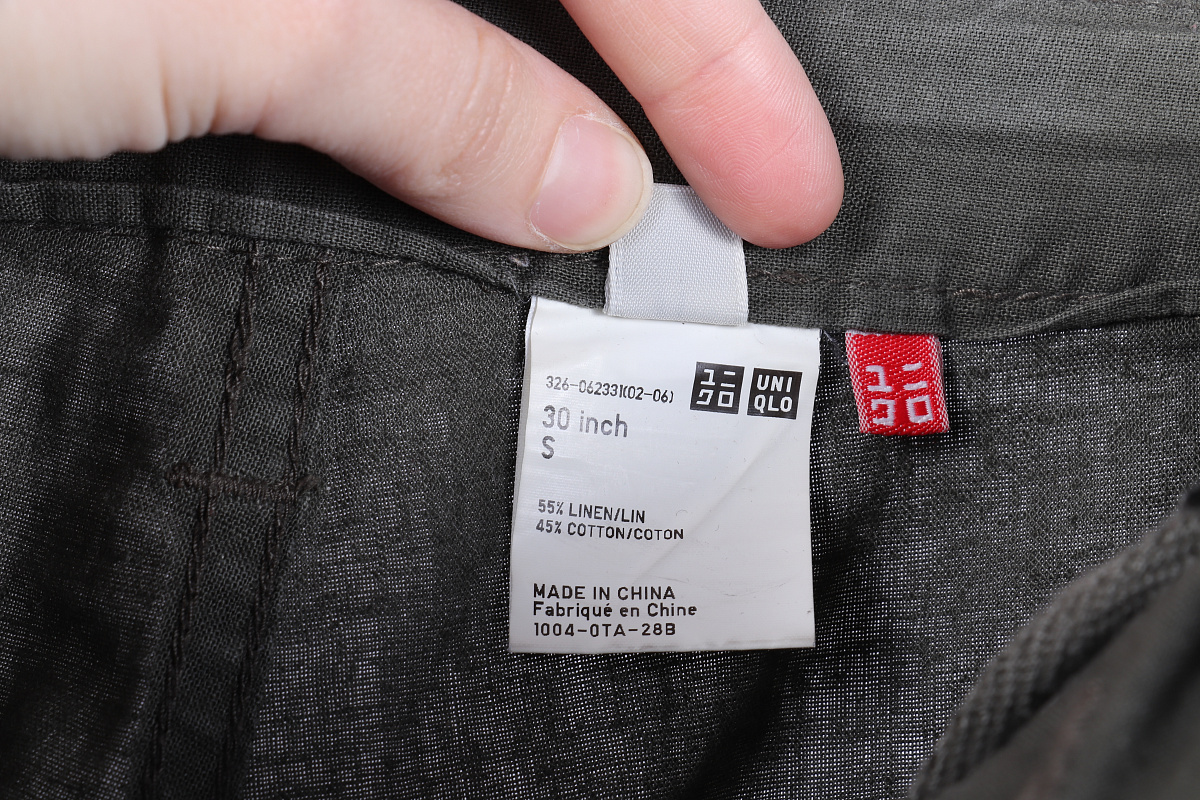 326-062331(02-06)
ユニ
クロ
UNI
QLO
30 inch
S
55% LINEN/LIN
45% COTTON/COTON
MADE IN CHINA
Fabriqué en Chine
1004-0TA-28B
ユニ
クロ